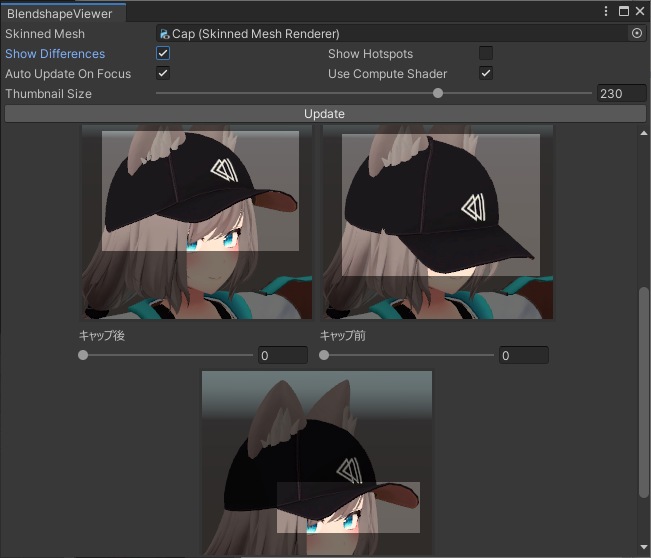 BlendshapeViewer
Skinned Mesh
Cap (Skinned Mesh Renderer)
Show Differences
Show Hotspots
Auto Update On Focus
Use Compute Shader
Thumbnail Size
230
Update
キャップ後
キャップ前
0
0